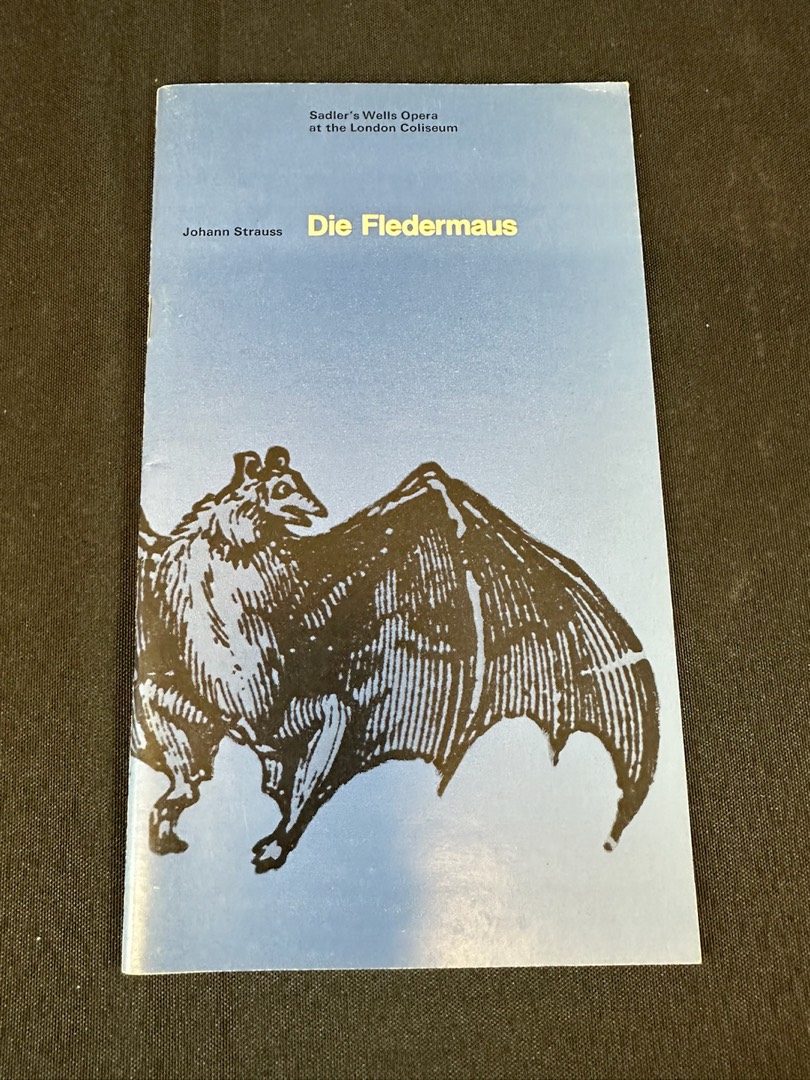 Sadler's Wells Opera
at the London Coliseum
Johann Strauss Die Fledermaus